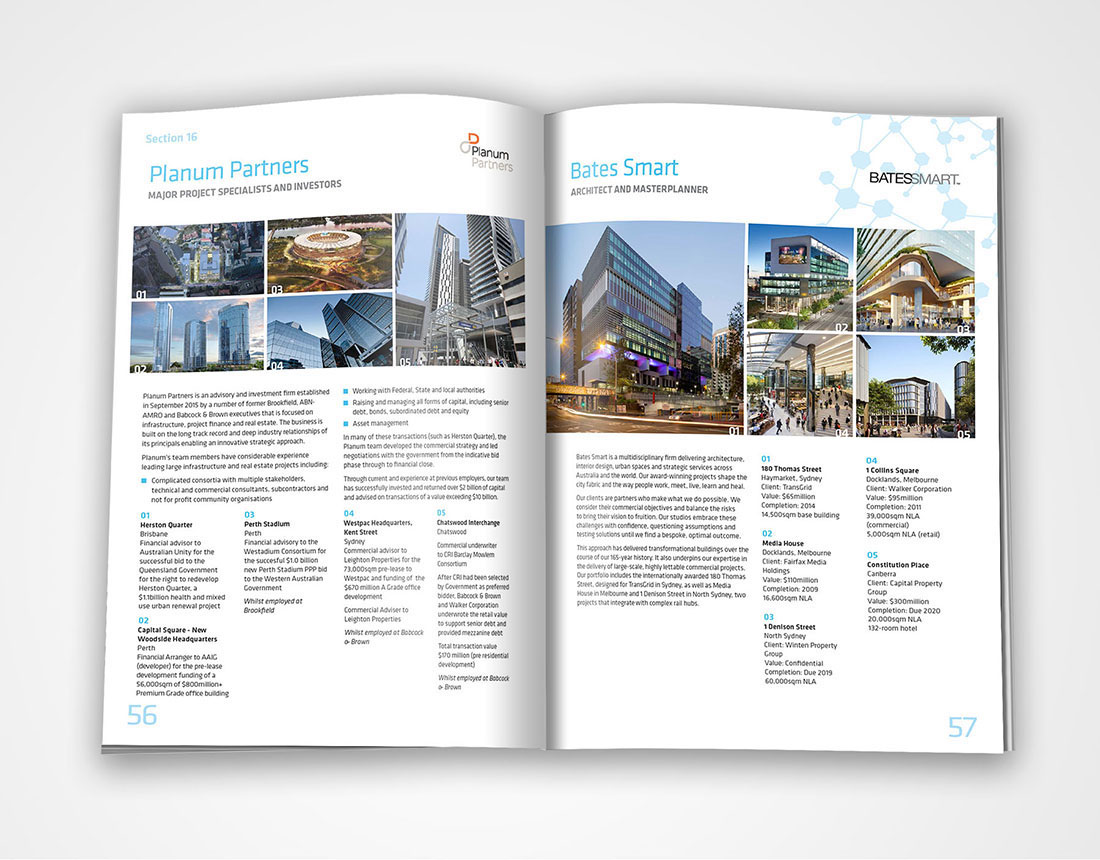 Section 16
Planum Partners
MAJOR PROJECT SPECIALISTS AND INVESTORS
Planum
Partners
01
03
02
04
05
Planum Partners is an advisory and investment firm established
in September 2015 by a number of former Brookfield, ABN-
AMRO and Babcock & Brown executives that is focused on
infrastructure, project finance and real estate. The business is
built on the long track record and deep industry relationships of
its principals enabling an innovative strategic approach.
Planum's team members have considerable experience
leading large infrastructure and real estate projects including:
Complicated consortia with multiple stakeholders,
technical and commercial consultants, subcontractors and
not for profit community organisations
Working with Federal, State and local authorities
Raising and managing all forms of capital, including senior
debt, bonds, subordinated debt and equity
Asset management
In many of these transactions (such as Herston Quarter), the
Planum team developed the commercial strategy and led
negotiations with the government from the indicative bid
phase through to financial close.
Through current and experience at previous employers, our team
has successfully invested and returned over $2 billion of capital
and advised on transactions of a value exceeding $10 billion.
01
Herston Quarter
Brisbane
Financial advisor to
Australian Unity for the
successful bid to the
Queensland Government
for the right to redevelop
Herston Quarter, a
$1.1billion health and mixed
use urban renewal project
02
Capital Square - New
Woodside Headquarters
Perth
Financial Arranger to AAIG
(developer) for the pre-lease
development funding of a
56,000sqm of $800million+
Premium Grade office building
03
Perth Stadium
Perth
Financial advisory to the
Westadium Consortium for
the succesful $1.0 billion
new Perth Stadium PPP bid
to the Western Australian
Government
Whilst employed at
Brookfield
04
Westpac Headquarters,
Kent Street
Sydney
Commercial advisor to
Leighton Properties for the
73,000sqm pre-lease to
Westpac and funding of the
$670 million A Grade office
development
Commercial Adviser to
Leighton Properties
Whilst employed at Babcock
& Brown
05
Chatswood Interchange
Chatswood
Commercial underwriter
to CRI Barclay Mowlem
Consortium
After CRI had been selected
by Government as preferred
bidder, Babcock & Brown
and Walker Corporation
underwrote the retail value
to support senior debt and
provided mezzanine debt
Total transaction value
$170 million (pre residential
development)
Whilst employed at Babcock
& Brown
56
Bates Smart
ARCHITECT AND MASTERPLANNER
BATESSMART™
01
02
03
04
05
Bates Smart is a multidisciplinary firm delivering architecture,
interior design, urban spaces and strategic services across
Australia and the world. Our award-winning projects shape the
city fabric and the way people work, meet, live, learn and heal.
Our clients are partners who make what we do possible. We
consider their commercial objectives and balance the risks
to bring their vision to fruition. Our studios embrace these
challenges with confidence, questioning assumptions and
testing solutions until we find a bespoke, optimal outcome.
This approach has delivered transformational buildings over the
course of our 165-year history. It also underpins our expertise in
the delivery of large-scale, highly lettable commercial projects.
Our portfolio includes the internationally awarded 180 Thomas
Street, designed for TransGrid in Sydney, as well as Media
House in Melbourne and 1 Denison Street in North Sydney, two
projects that integrate with complex rail hubs.
01
180 Thomas Street
Haymarket, Sydney
Client: TransGrid
Value: $65million
Completion: 2014
14,500sqm base building
02
Media House
Docklands, Melbourne
Client: Fairfax Media
Holdings
Value: $110million
Completion: 2009
16,600sqm NLA
03
1 Denison Street
North Sydney
Client: Winten Property
Group
Value: Confidential
Completion: Due 2019
60,000sqm NLA
04
1 Collins Square
Docklands, Melbourne
Client: Walker Corporation
Value: $95million
Completion: 2011
39,000sqm NLA
(commercial)
5,000sqm NLA (retail)
05
Constitution Place
Canberra
Client: Capital Property
Group
Value: $300million
Completion: Due 2020
20.000sqm NLA
132-room hotel
57